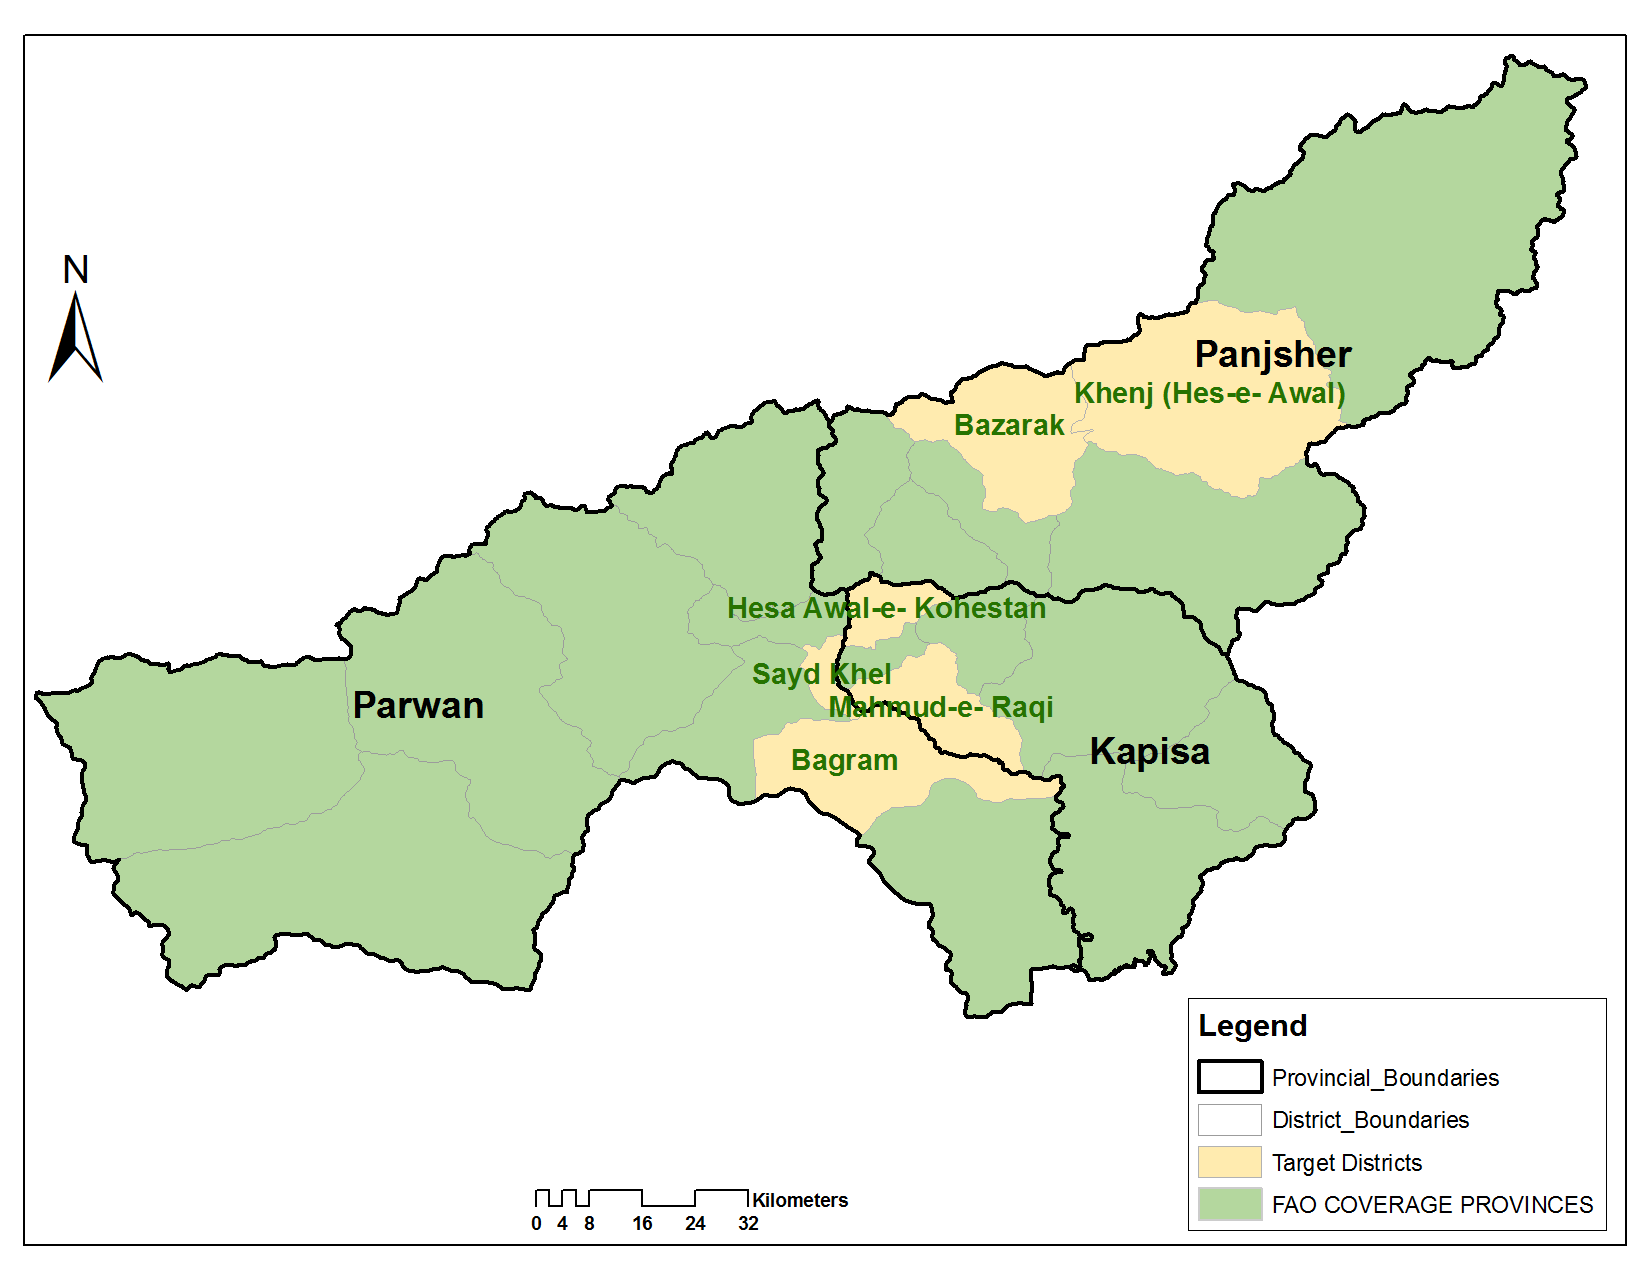 N
Panjsher
Khenj (Hes-e- Awal)
Bazarak
Hesa Awal-e- Kohestan
Sayd Khel
Parwan
Mahmud-e- Raqi
Kapisa
Bagram
Legend
Provincial_Boundaries
District_Boundaries
Target Districts
FAO COVERAGE PROVINCES
Kilometers
0 4 8 16 24 32